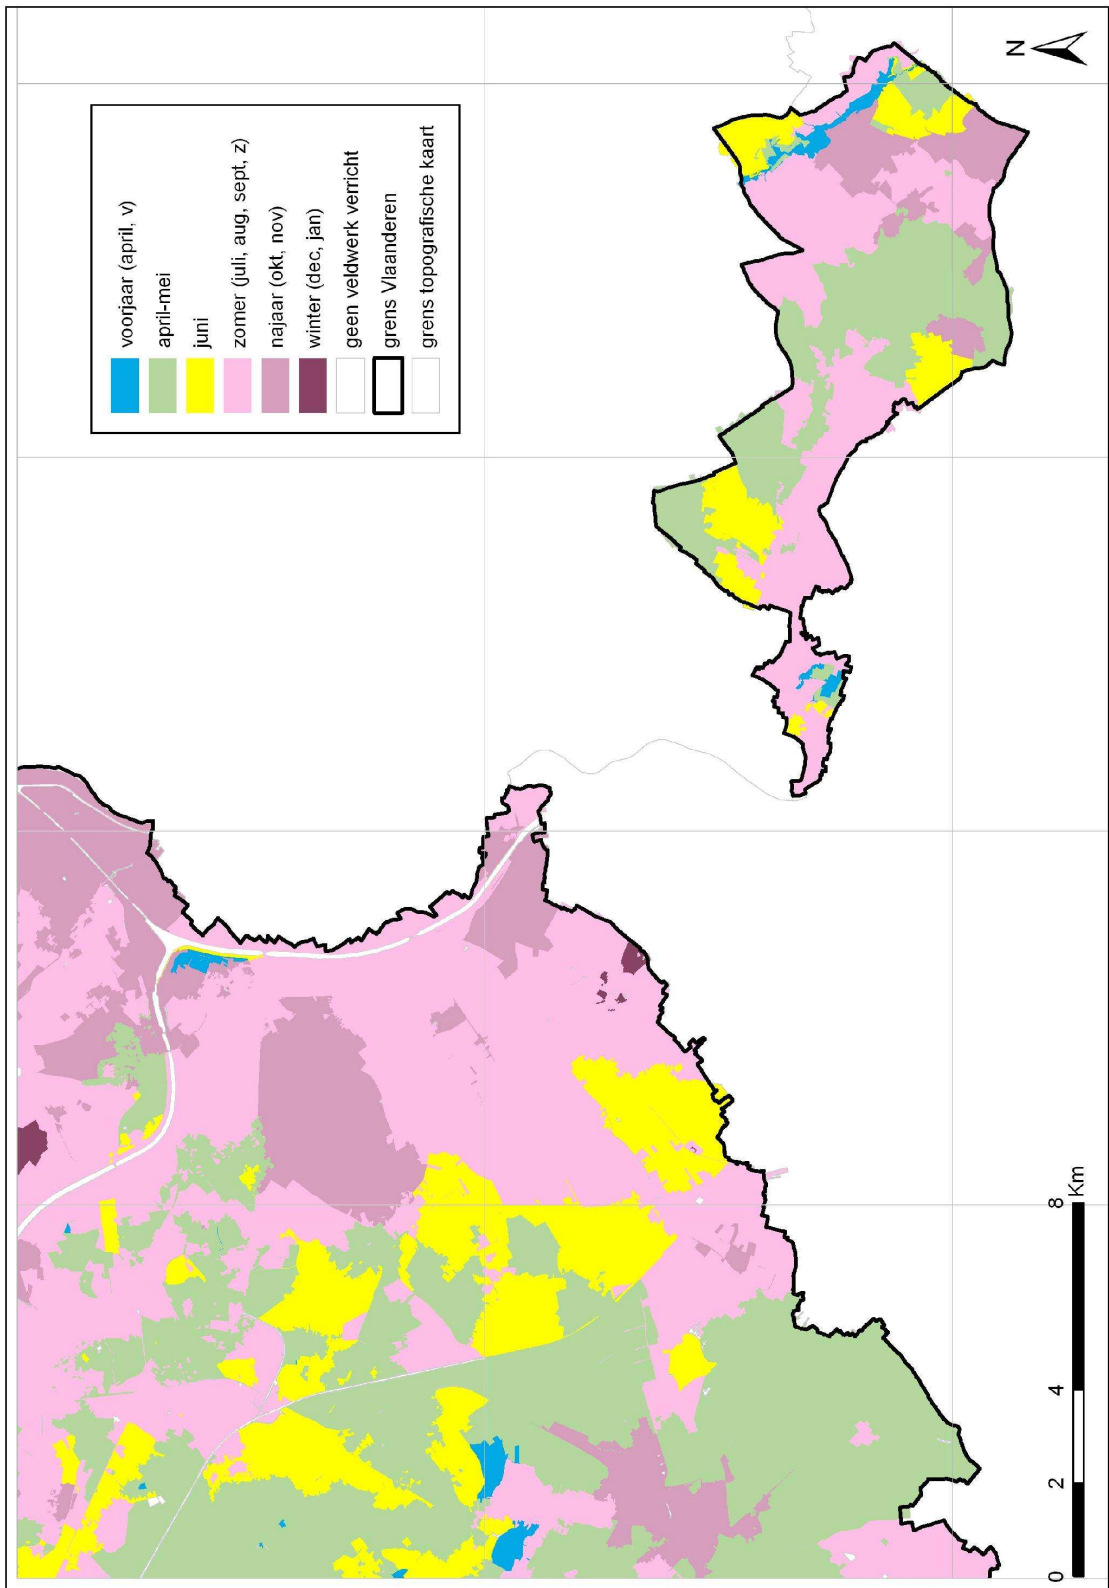 N
voorjaar (april, v)
april-mei
juni
zomer (juli, aug, sept, z)
najaar (okt, nov)
winter (dec, jan)
geen veldwerk verricht
grens Vlaanderen
grens topografische kaart
0 2 4 8
Km